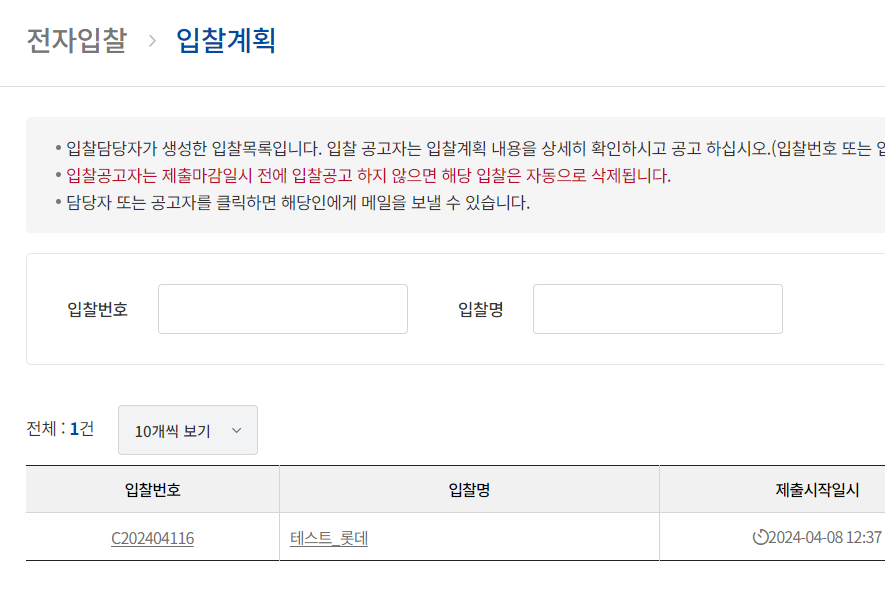 전자입찰 > 입찰계획
• 입찰담당자가 생성한 입찰목록입니다. 입찰 공고자는 입찰계획 내용을 상세히 확인하시고 공고 하십시오.(입찰번호 또는
• 입찰공고자는 제출마감일시 전에 입찰공고 하지 않으면 해당 입찰은 자동으로 삭제됩니다.
• 담당자 또는 공고자를 클릭하면 해당인에게 메일을 보낼 수 있습니다.
입찰번호 입찰명
전체 : 1건 10개씩 보기
입찰번호 입찰명 제출시작일시
C202404116 테스트_롯데 2024-04-08 12:37